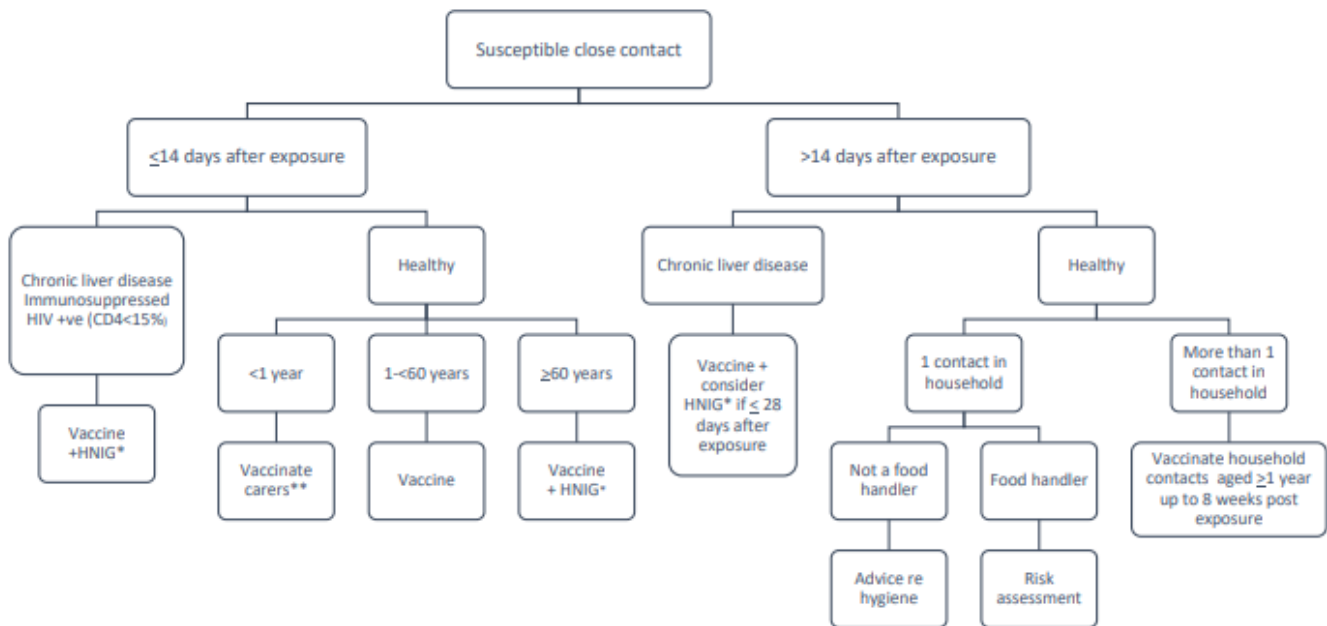 Susceptible close contact
≤14 days after exposure
>14 days after exposure
Chronic liver disease
Immunosuppressed
HIV +ve (CD4<15%)
Healthy
Chronic liver disease
Healthy
<1 year
1-<60 years
≥60 years
1 contact in
household
More than 1
contact in
household
Vaccine
+HNIG*
Vaccinate
carers**
Vaccine
Vaccine
+ HNIG*
Vaccine +
consider
HNIG* if ≤ 28
days after
exposure
Not a food
handler
Food handler
Vaccinate household
contacts aged ≥1 year
up to 8 weeks post
exposure
Advice re
hygiene
Risk
assessment